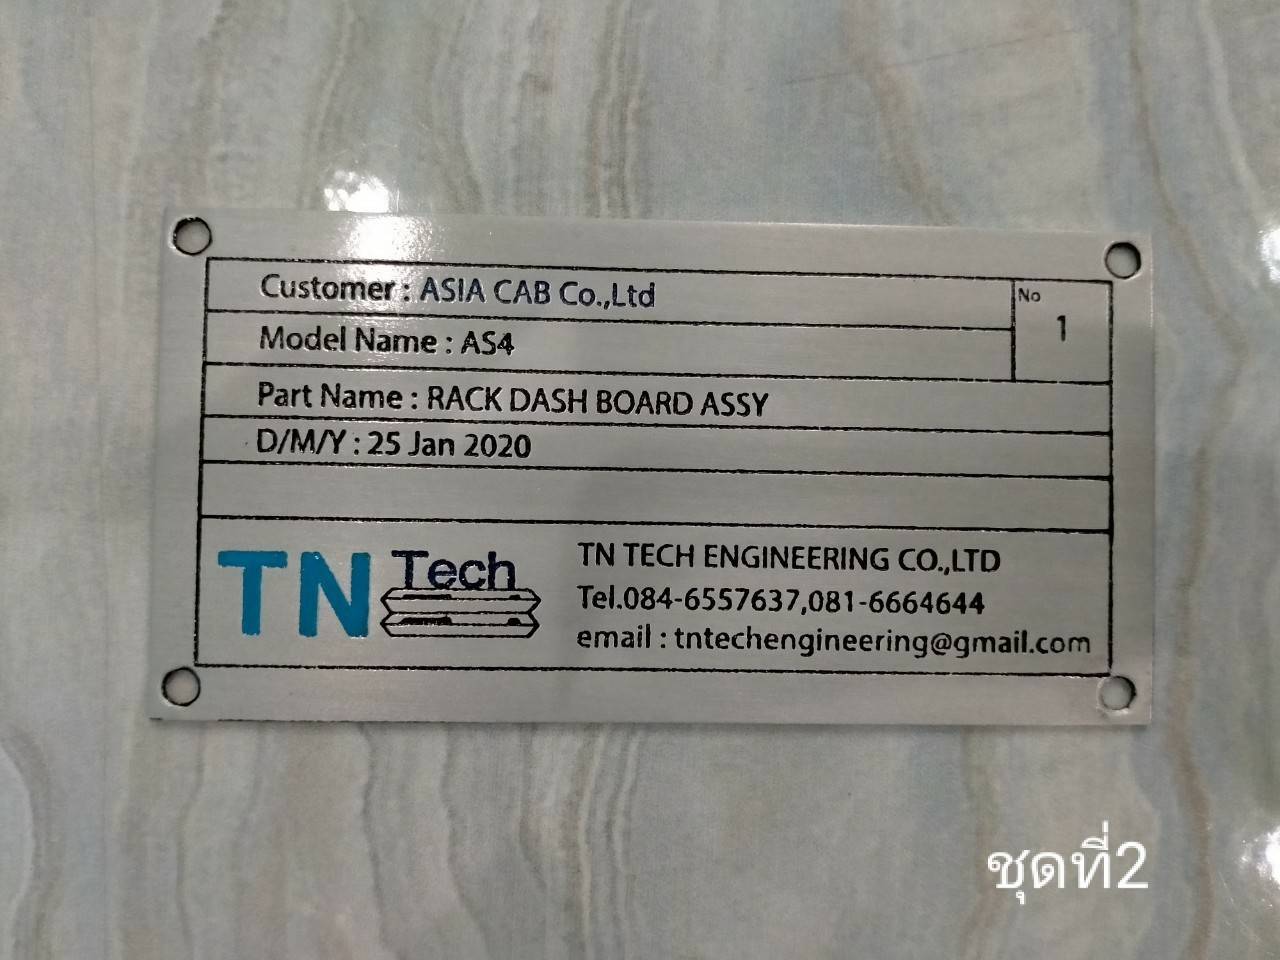 Customer : ASIA CAB Co.,Ltd
No
1
Model Name : AS4
Part Name : RACK DASH BOARD ASSY
D/M/Y : 25 Jan 2020
TN Tech
TN TECH ENGINEERING CO.,LTD
Tel.084-6557637,081-6664644
email : tntechengineering@gmail.com
ชุดที่2